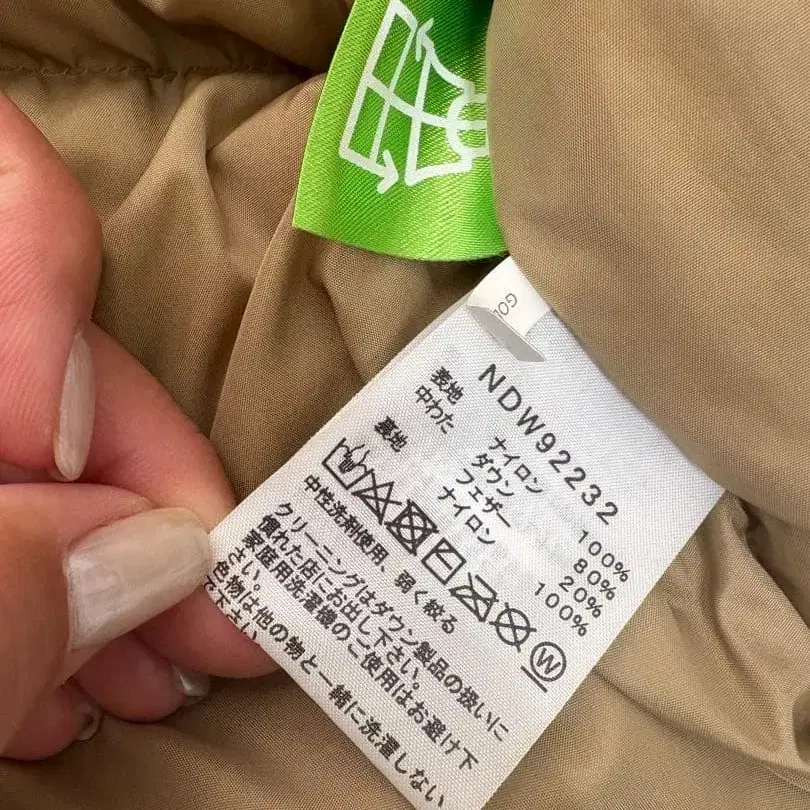 GOL
NDW92232
表地 ナイロン 100%
中わた ダウン 80%
フェザー 20%
裏地 ナイロン 100%
W
中性洗剤使用、弱く絞る
クリーニングはダウン製品の扱いに
慣れた店にお出し下さい。
家庭用洗濯機のご使用はお避け下
さい。
色物は他の物と一緒に洗濯しない
下さい